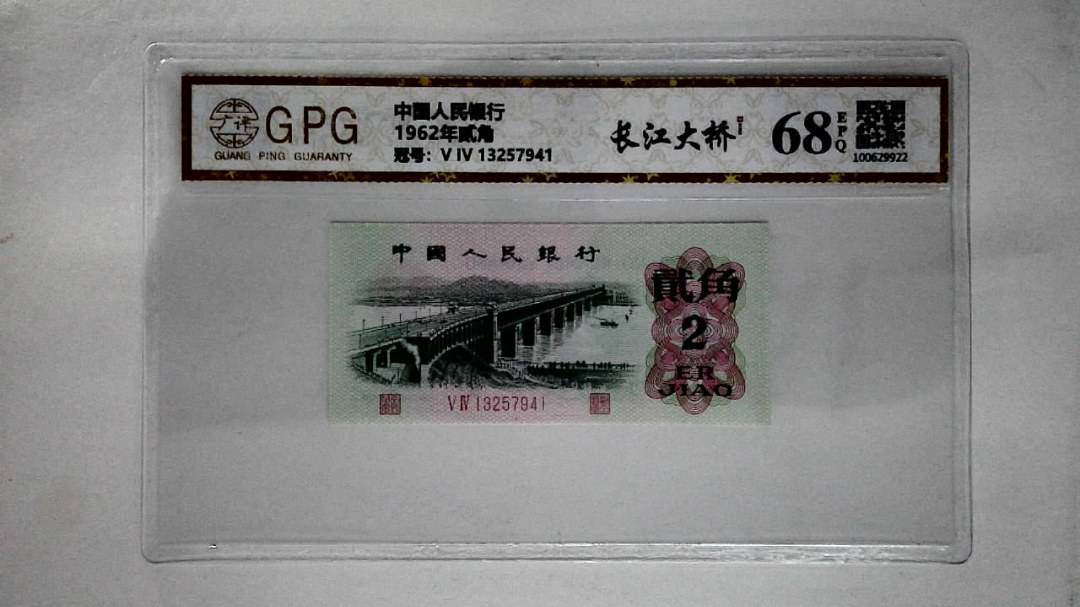 GPG
GUANG PING GUARANTY
中國人民銀行
1962年贰角
冠号：V IV 13257941
长江大桥
68
EPQ
100629922
中國人民銀行
貳角
2
ER
JIAO
V IV 13257941